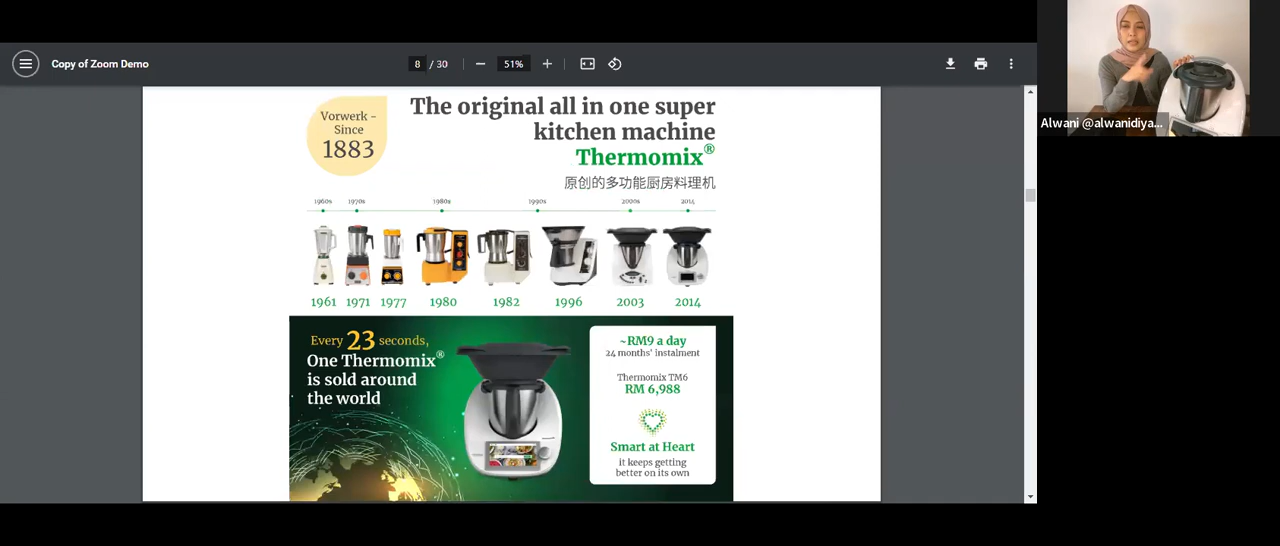 Copy of Zoom Demo
8 / 30
51%
Alwani @alwanidiya...
Vorwerk -
Since
1883
The original all in one super
kitchen machine
Thermomix®
原创的多功能厨房料理机
1960s 1970s 1980s 1990s 2000s 2014
1961 1971 1977 1980 1982 1996 2003 2014
Every 23 seconds,
One Thermomix®
is sold around
the world
~RM9 a day
24 months' instalment
Thermomix TM6
RM 6,988
Smart at Heart
it keeps getting
better on its own